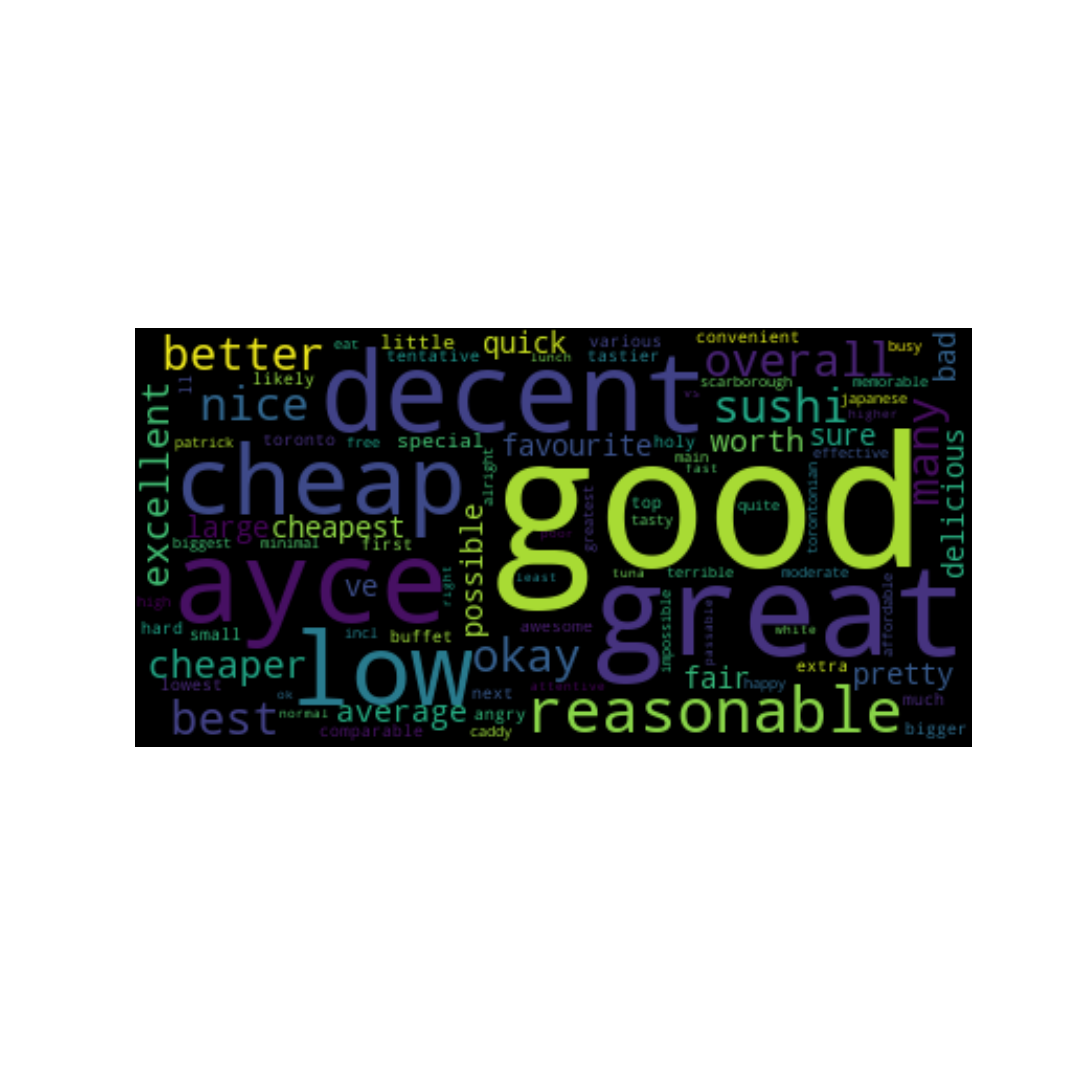 better
eat
little
quick
various
convenient
busy
bad
tentative
lunch
tastier
overall
likely
ll
decent
vs
scarborough
memorable
excellent
nice
sushi
japanese
higher
many
patrick
toronto
free
special
favourite
holy
worth
sure
delicious
cheap
alright
main
fast
effective
good
top
quite
tasty
greatest
torontonian
large
cheapest
possible
poor
biggest
minimal
first
ayce
ve
right
least
tuna
terrible
moderate
great
high
impossible
passable
affordable
hard
small
incl
buffet
awesome
white
low
okay
cheaper
fair
happy
extra
pretty
lowest
ok
next
attentive
much
best
normal
average
angry
reasonable
comparable
caddy
bigger